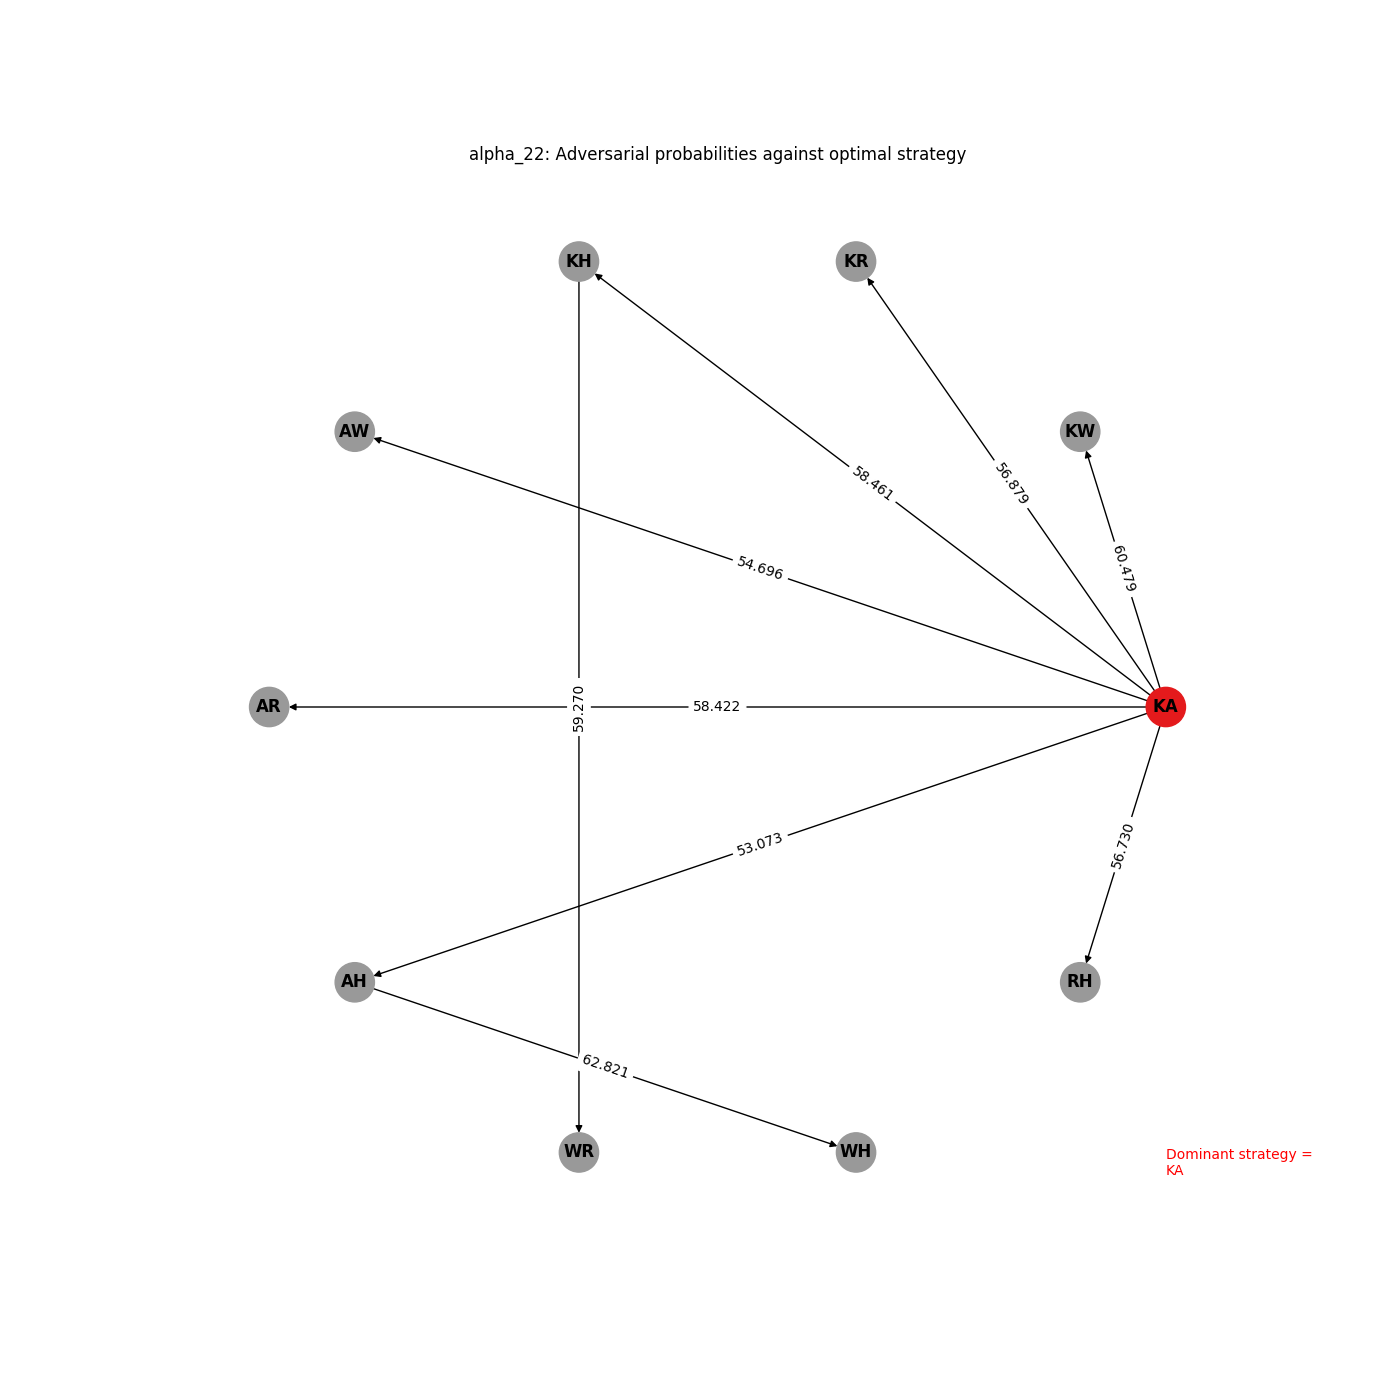 alpha_22: Adversarial probabilities against optimal strategy
KH
KR
AW
KW
58.461
56.879
54.696
60.479
AR
59.270
58.422
KA
53.073
56.730
AH
RH
62.821
WR
WH
Dominant strategy =
KA